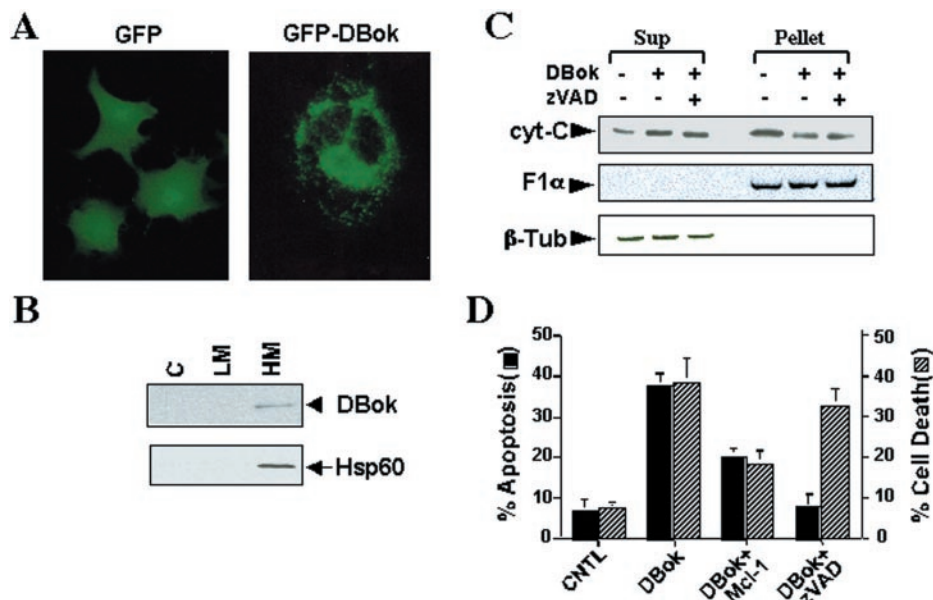 A
GFP
GFP-DBok
B
C
LM
HM
DBok
Hsp60
C
Sup
Pellet
DBok - + + - + +
zVAD - - + - - +
cyt-C
F1α
β-Tub
D
% Apoptosis(■)
50
40
30
20
10
0
50
40
30
20
10
0
% Cell Death(▨)
CNTL
DBok
DBok+
Mcl-1
DBok+
zVAD